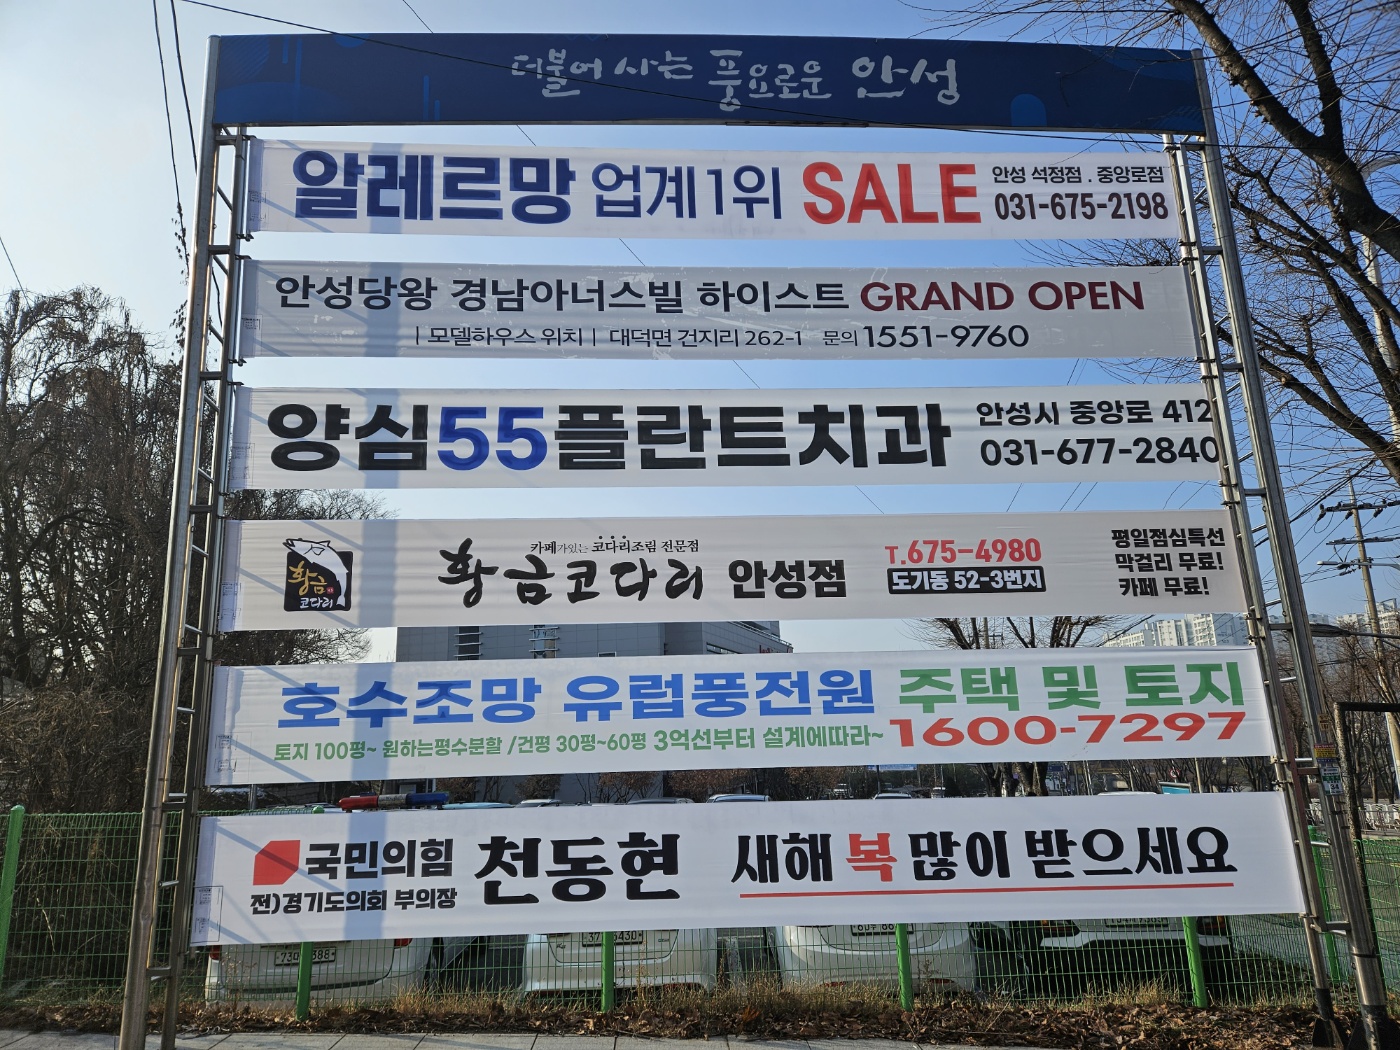 더불어 사는 풍요로운 안성
알레르망 업계1위 SALE
안성 석정점 . 중앙로점
031-675-2198
안성당왕 경남아너스빌 하이스트 GRAND OPEN
| 모델하우스 위치 | 대덕면 건지리 262-1 문의 1551-9760
양심55플란트치과
안성시 중앙로 412
031-677-2840
황금
코다리
카페가있는 코다리조림 전문점
황금코다리 안성점
T.675-4980
도기동 52-3번지
평일점심특선
막걸리 무료!
카페 무료!
호수조망 유럽풍전원 주택 및 토지
토지 100평~ 원하는평수분할 /건평 30평~60평 3억선부터 설계에따라~ 1600-7297
국민의힘
전)경기도의회 부의장
천동현
새해 복 많이 받으세요